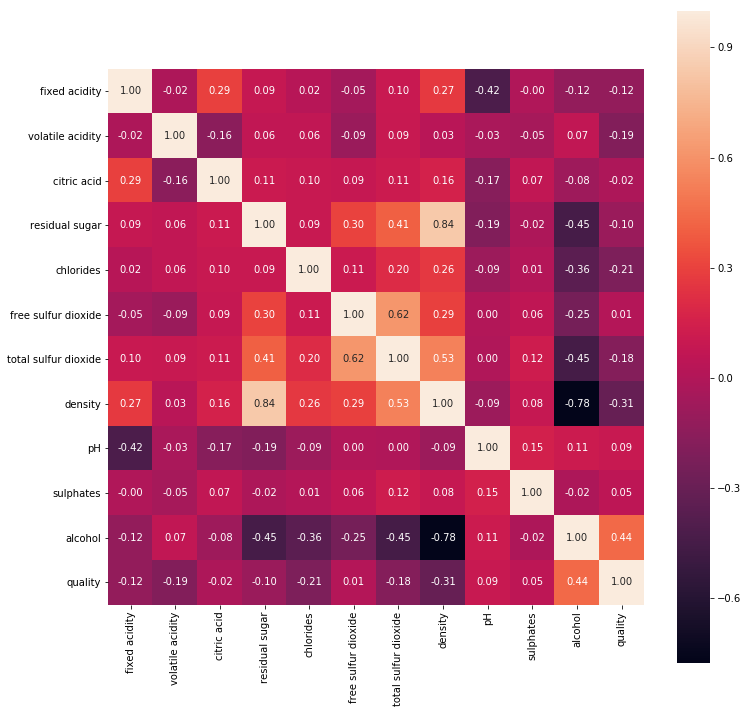 fixed acidity 1.00 -0.02 0.29 0.09 0.02 -0.05 0.10 0.27 -0.42 -0.00 -0.12 -0.12
volatile acidity -0.02 1.00 -0.16 0.06 0.06 -0.09 0.09 0.03 -0.03 -0.05 0.07 -0.19
citric acid 0.29 -0.16 1.00 0.11 0.10 0.09 0.11 0.16 -0.17 0.07 -0.08 -0.02
residual sugar 0.09 0.06 0.11 1.00 0.09 0.30 0.41 0.84 -0.19 -0.02 -0.45 -0.10
chlorides 0.02 0.06 0.10 0.09 1.00 0.11 0.20 0.26 -0.09 0.01 -0.36 -0.21
free sulfur dioxide -0.05 -0.09 0.09 0.30 0.11 1.00 0.62 0.29 0.00 0.06 -0.25 0.01
total sulfur dioxide 0.10 0.09 0.11 0.41 0.20 0.62 1.00 0.53 0.00 0.12 -0.45 -0.18
density 0.27 0.03 0.16 0.84 0.26 0.29 0.53 1.00 -0.09 0.08 -0.78 -0.31
pH -0.42 -0.03 -0.17 -0.19 -0.09 0.00 0.00 -0.09 1.00 0.15 0.11 0.09
sulphates -0.00 -0.05 0.07 -0.02 0.01 0.06 0.12 0.08 0.15 1.00 -0.02 0.05
alcohol -0.12 0.07 -0.08 -0.45 -0.36 -0.25 -0.45 -0.78 0.11 -0.02 1.00 0.44
quality -0.12 -0.19 -0.02 -0.10 -0.21 0.01 -0.18 -0.31 0.09 0.05 0.44 1.00
fixed acidity
volatile acidity
citric acid
residual sugar
chlorides
free sulfur dioxide
total sulfur dioxide
density
pH
sulphates
alcohol
quality
0.9
0.6
0.3
0.0
-0.3
-0.6